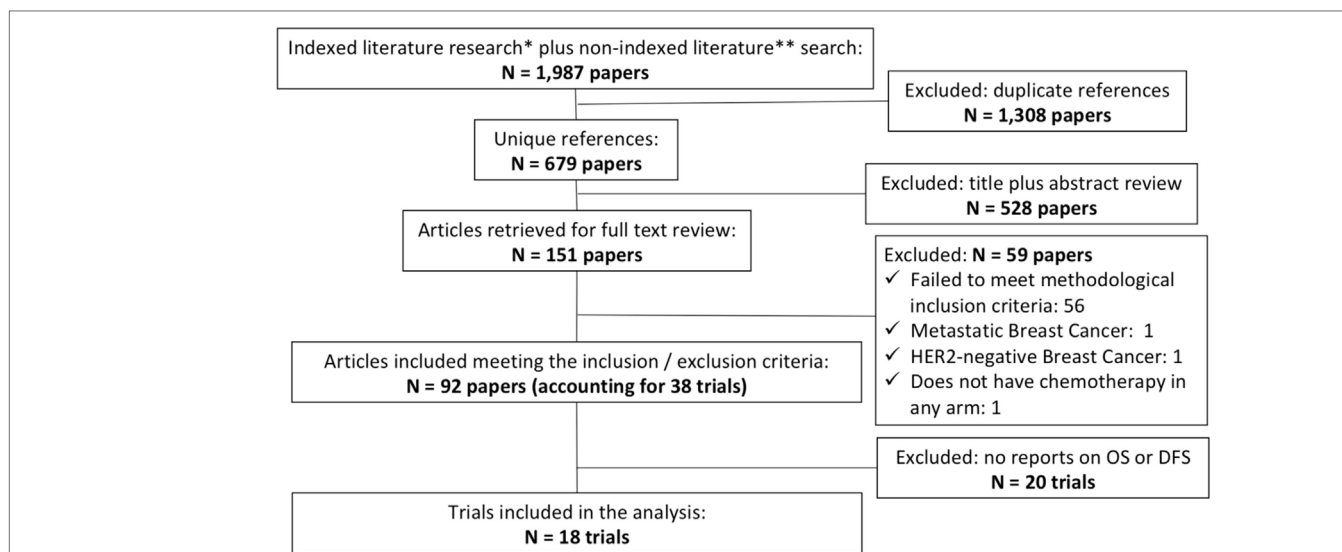 Indexed literature research* plus non-indexed literature** search:
N = 1,987 papers
Excluded: duplicate references
N = 1,308 papers
Unique references:
N = 679 papers
Excluded: title plus abstract review
N = 528 papers
Articles retrieved for full text review:
N = 151 papers
Excluded: N = 59 papers
✓ Failed to meet methodological
inclusion criteria: 56
✓ Metastatic Breast Cancer: 1
✓ HER2-negative Breast Cancer: 1
✓ Does not have chemotherapy in
any arm: 1
Articles included meeting the inclusion / exclusion criteria:
N = 92 papers (accounting for 38 trials)
Excluded: no reports on OS or DFS
N = 20 trials
Trials included in the analysis:
N = 18 trials